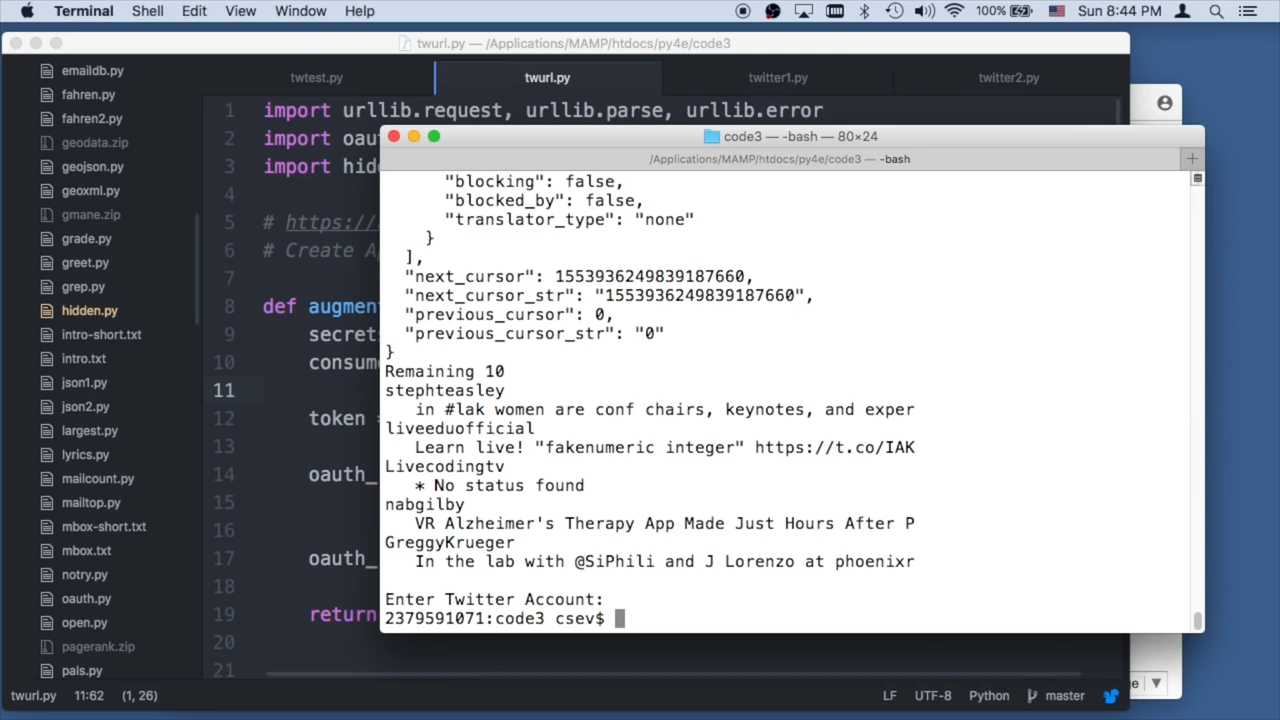 Terminal Shell Edit View Window Help 100% Sun 8:44 PM
twurl.py — /Applications/MAMP/htdocs/py4e/code3
twtest.py twurl.py twitter1.py twitter2.py
emaildb.py
fahren.py
fahren2.py
geodata.zip
geojson.py
geoxml.py
gmane.zip
grade.py
greet.py
grep.py
hidden.py
intro-short.txt
intro.txt
json1.py
json2.py
largest.py
lyrics.py
mailcount.py
mailtop.py
mbox-short.txt
mbox.txt
notry.py
oauth.py
open.py
pagerank.zip
pals.py
1 import urllib.request, urllib.parse, urllib.error
2 import oau
3 import hid
4
5 # https://
6 # Create A
7
8 def augment
9 secrets
10 consume
11
12 token =
13
14 oauth_
15
16
17 oauth_
18
19 return
20
21
code3 — -bash — 80×24
/Applications/MAMP/htdocs/py4e/code3 — -bash
"blocking": false,
"blocked_by": false,
"translator_type": "none"
}
],
"next_cursor": 1553936249839187660,
"next_cursor_str": "1553936249839187660",
"previous_cursor": 0,
"previous_cursor_str": "0"
}
Remaining 10
stephteasley
in #lak women are conf chairs, keynotes, and exper
liveeduofficial
Learn live! "fakenumeric integer" https://t.co/IAK
Livecodingtv
* No status found
nabgilby
VR Alzheimer's Therapy App Made Just Hours After P
GreggyKrueger
In the lab with @SiPhili and J Lorenzo at phoenixr
Enter Twitter Account:
2379591071:code3 csev$
twurl.py 11:62 (1, 26) LF UTF-8 Python master